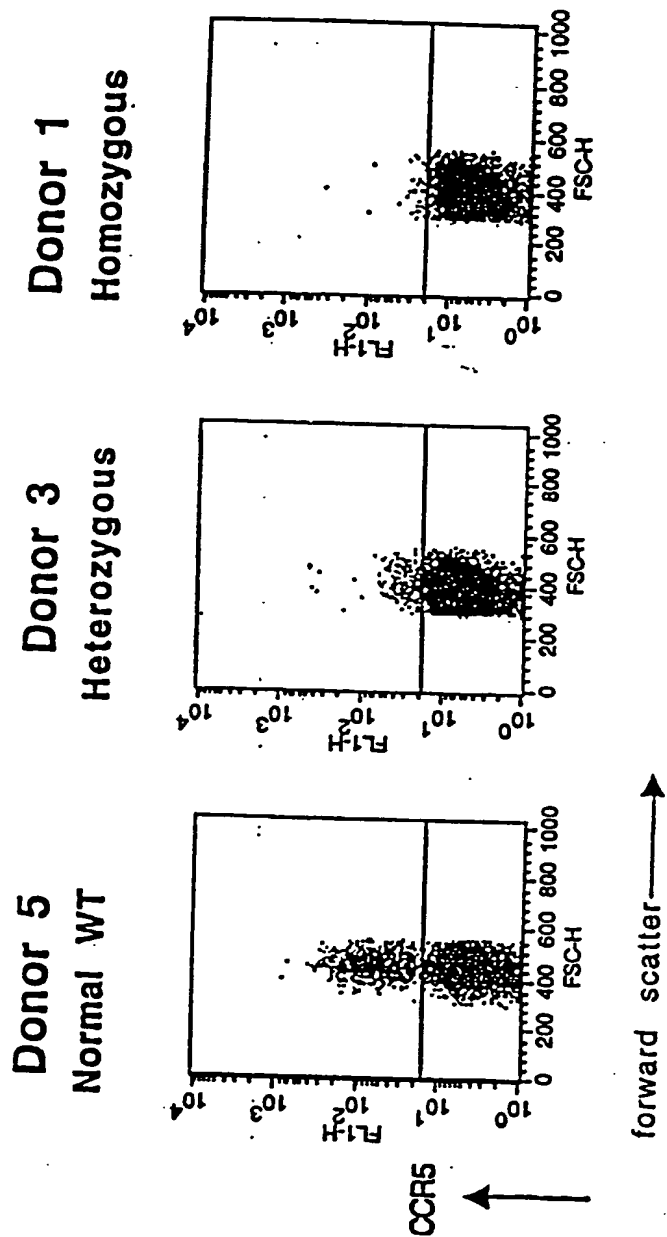 Donor 5
Normal WT
Donor 3
Heterozygous
Donor 1
Homozygous
CCR5
10⁴
10³
10²
10¹
10⁰
FL1-H
0 200 400 600 800 1000
FSC-H
10⁴
10³
10²
10¹
10⁰
FL1-H
0 200 400 600 800 1000
FSC-H
10⁴
10³
10²
10¹
10⁰
FL1-H
0 200 400 600 800 1000
FSC-H
forward scatter